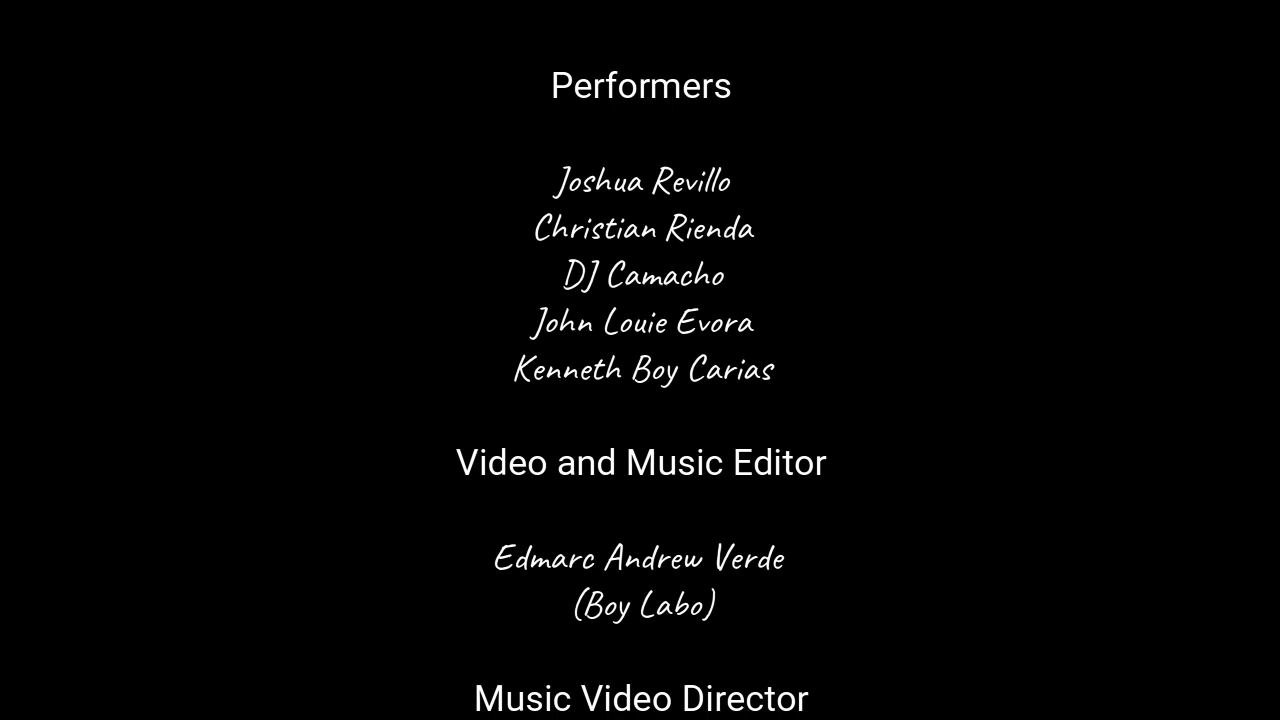 Performers
Joshua Revillo
Christian Rienda
DJ Camacho
John Louie Evora
Kenneth Boy Carias
Video and Music Editor
Edmarc Andrew Verde
(Boy Labo)
Music Video Director